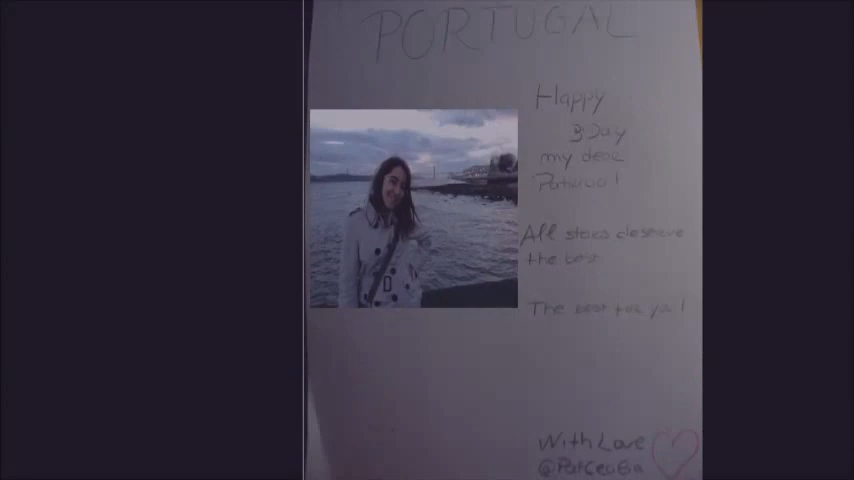 PORTUGAL
Happy
B Day
my dear
All stars deserve
the best
The best for you!
With Love